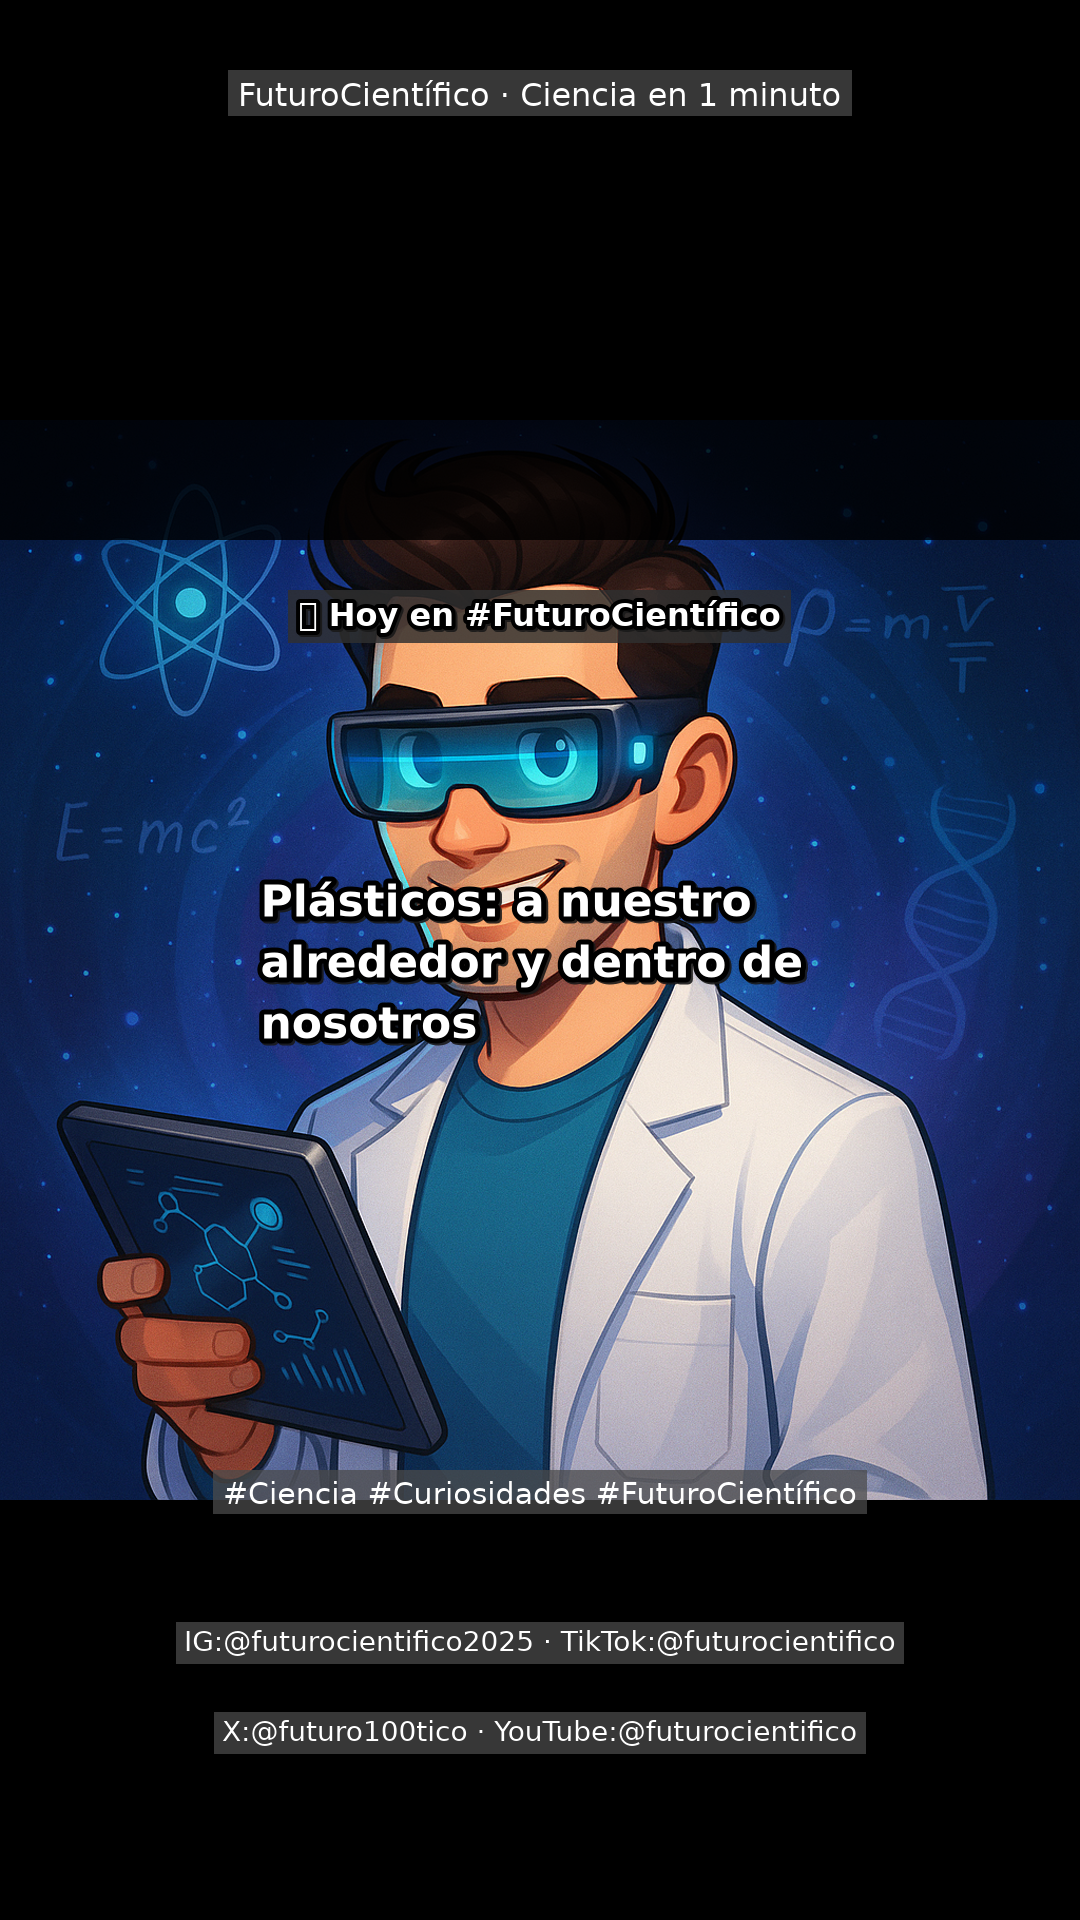 FuturoCientífico · Ciencia en 1 minuto
▯ Hoy en #FuturoCientífico
E=mc²
ρ=m·v̅/T
Plásticos: a nuestro
alrededor y dentro de
nosotros
#Ciencia #Curiosidades #FuturoCientífico
IG:@futurocientifico2025 · TikTok:@futurocientifico
X:@futuro100tico · YouTube:@futurocientifico